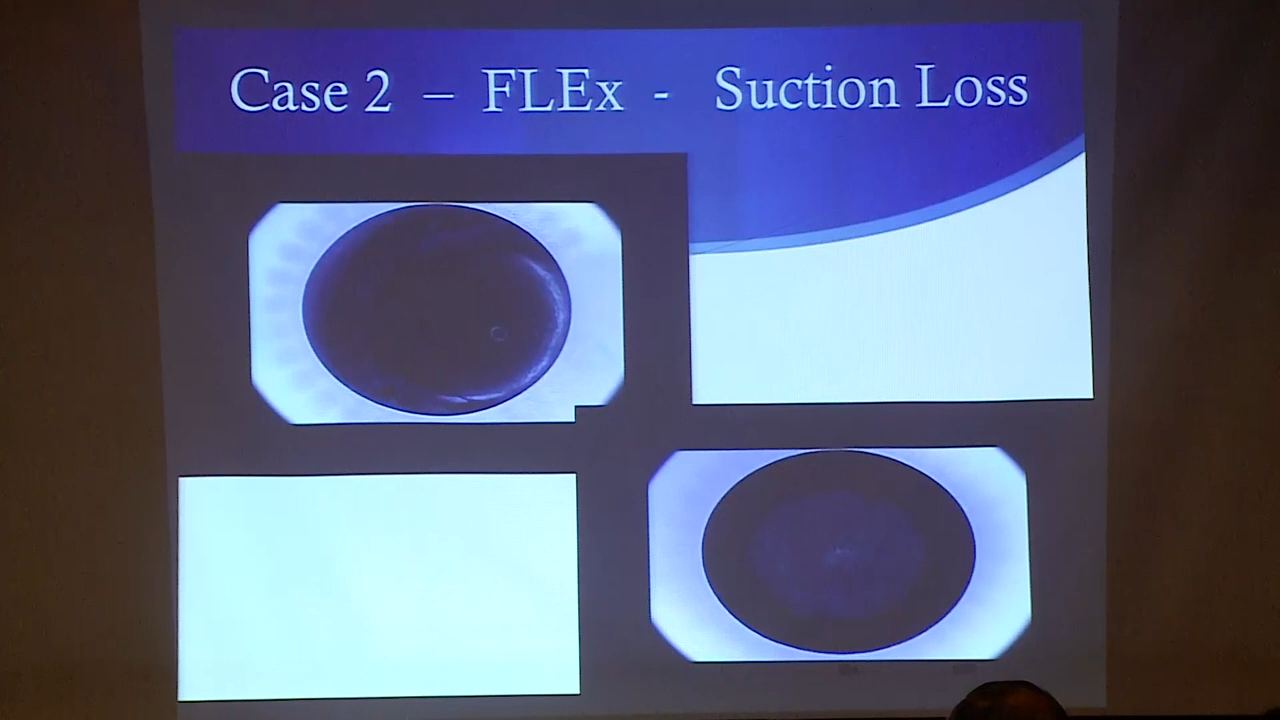 Case 2 – FLEx - Suction Loss